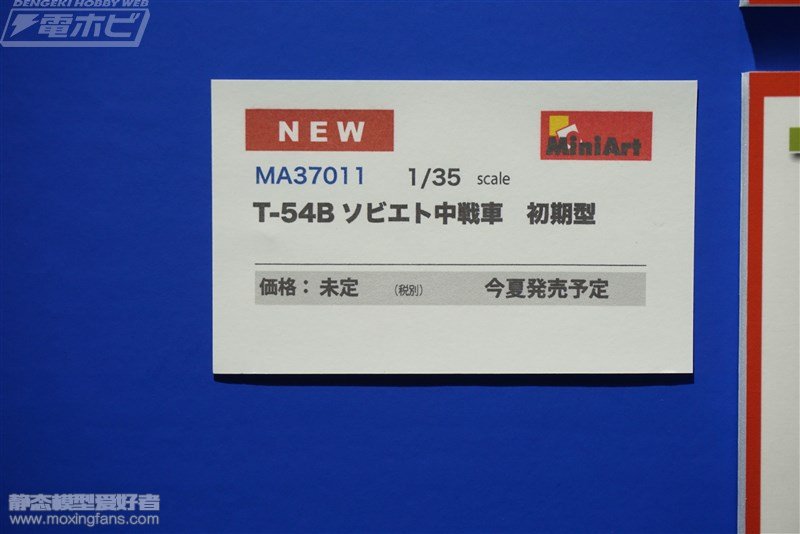 DENGEKI HOBBY WEB
電ホビ
NEW
MiniArt
MA37011 1/35 scale
T-54B ソビエト中戦車 初期型
価格：未定 （税別） 今夏発売予定
静态模型爱好者
www.moxingfans.com